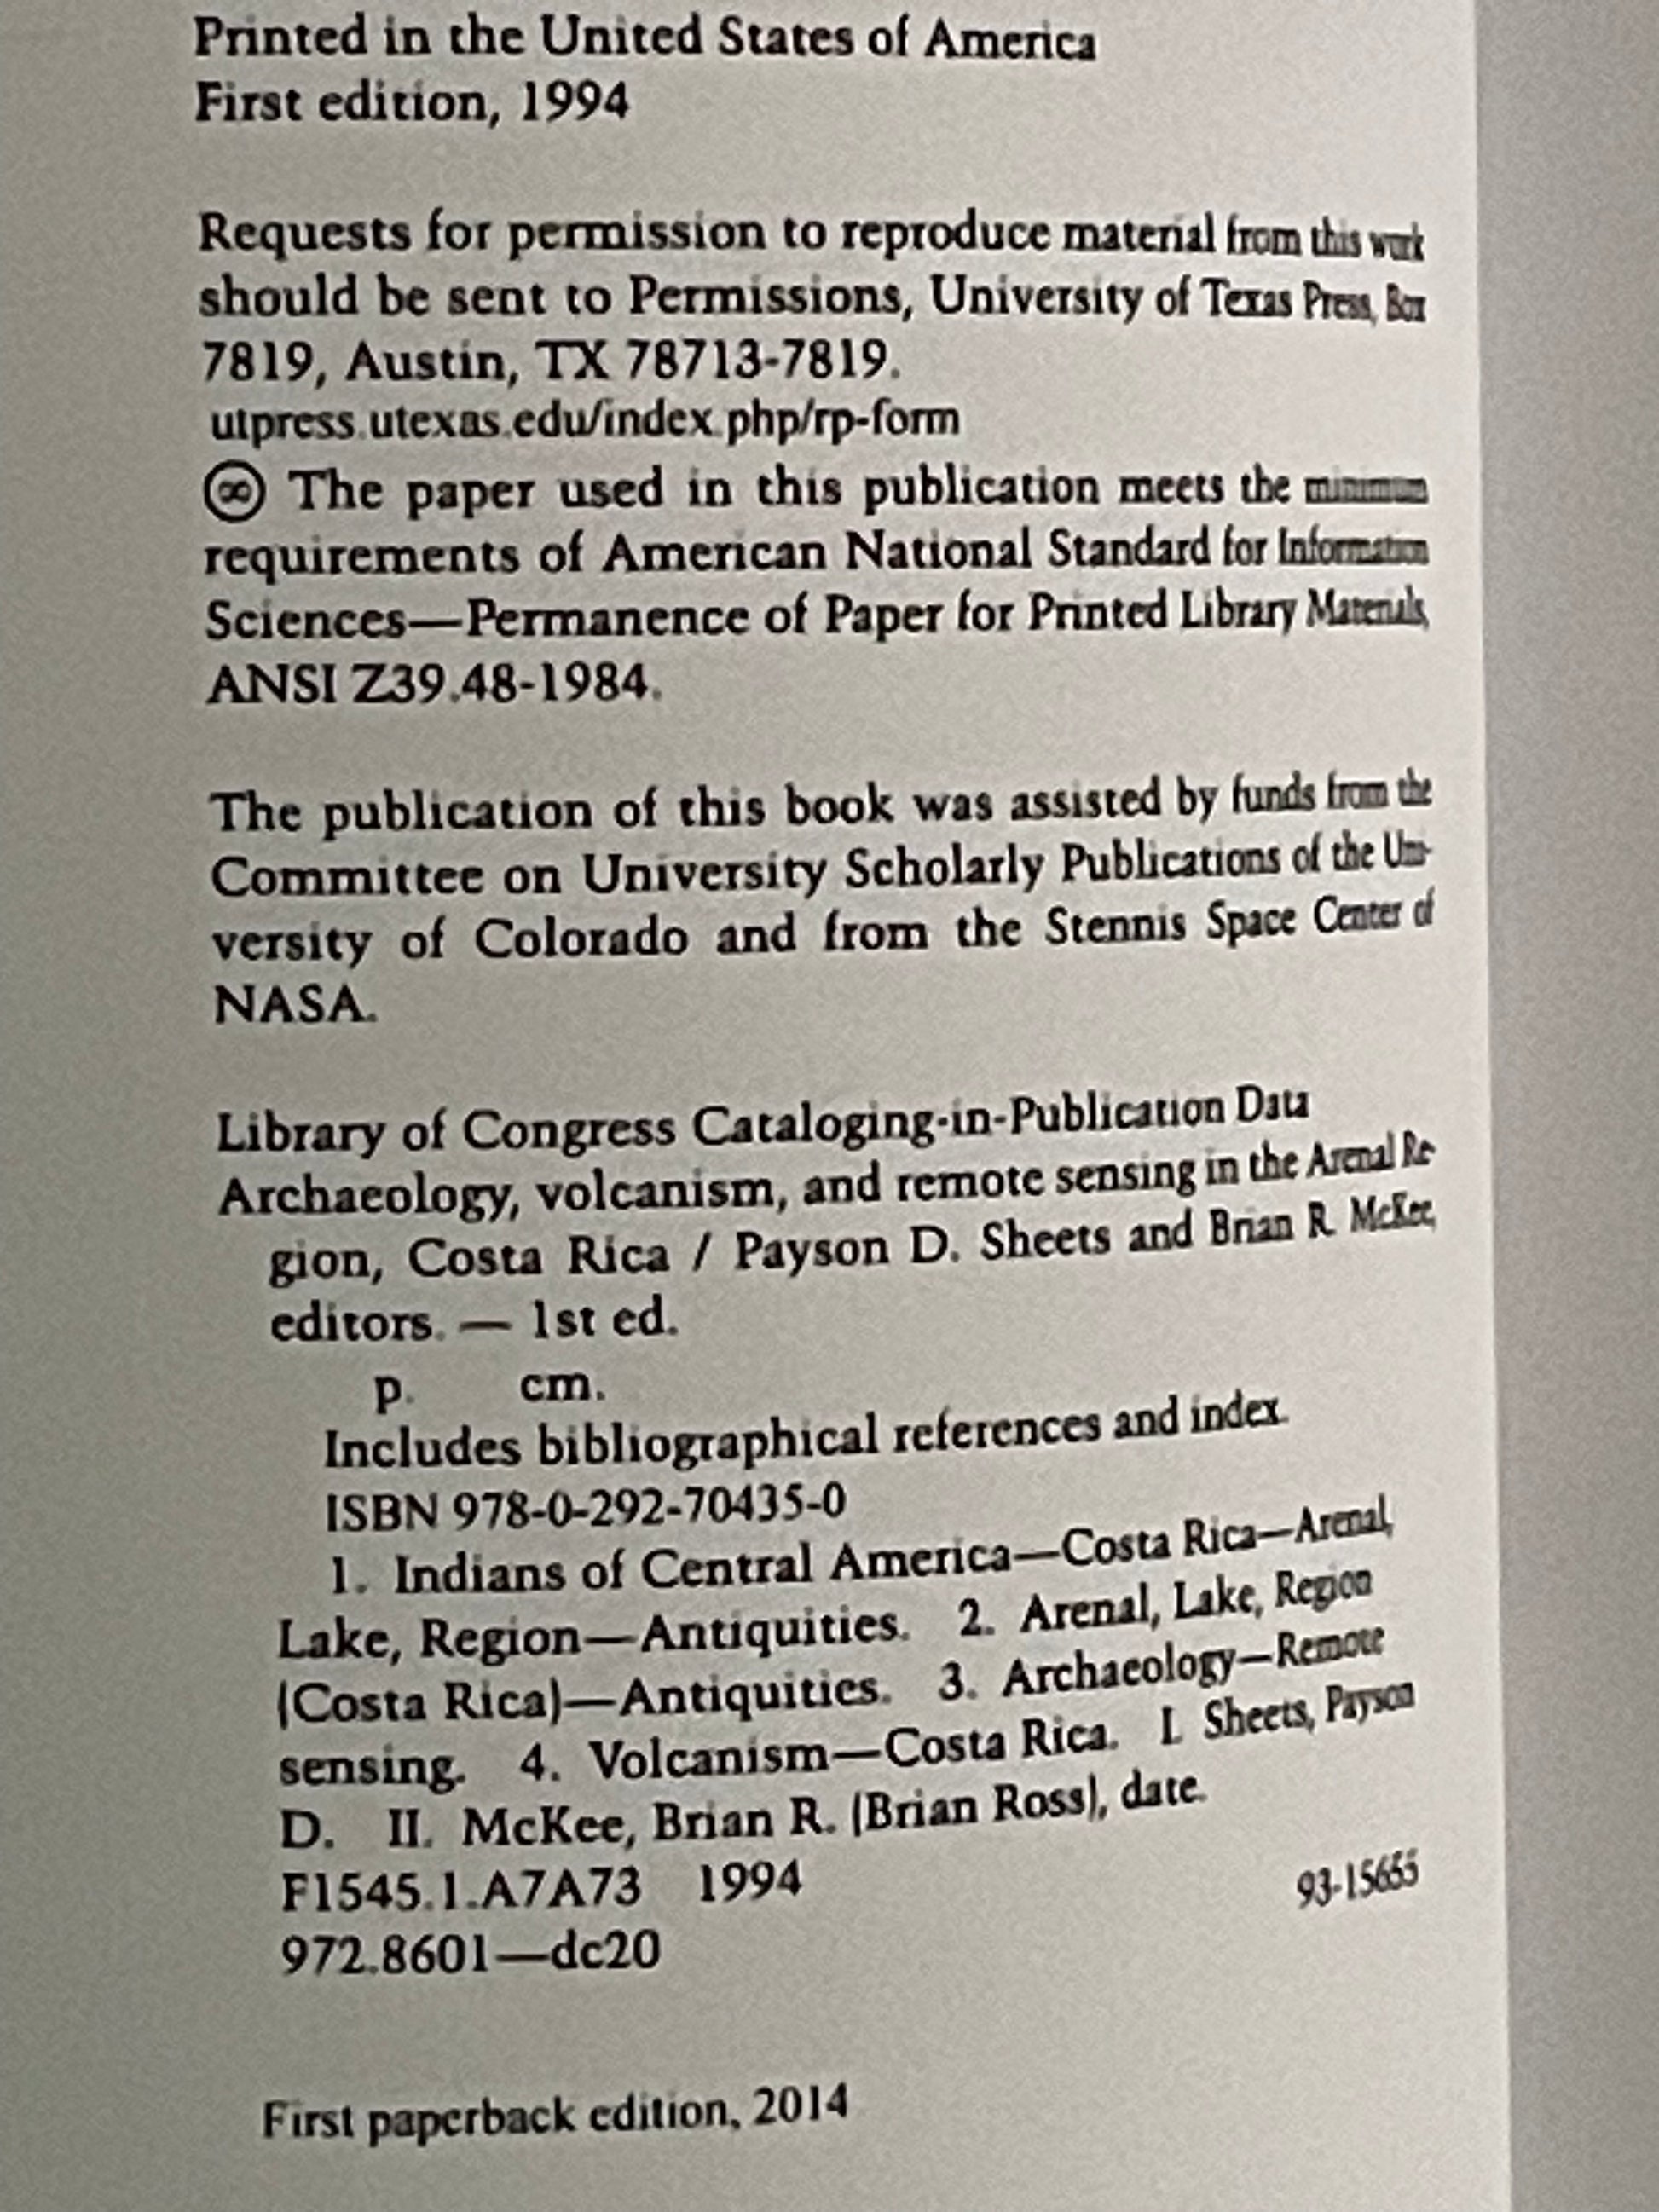 Printed in the United States of America
First edition, 1994
Requests for permission to reproduce material from this work
should be sent to Permissions, University of Texas Press, Box
7819, Austin, TX 78713-7819.
utpress.utexas.edu/index.php/rp-form
♾ The paper used in this publication meets the minimum
requirements of American National Standard for Information
Sciences—Permanence of Paper for Printed Library Materials,
ANSI Z39.48-1984.
The publication of this book was assisted by funds from the
Committee on University Scholarly Publications of the Uni-
versity of Colorado and from the Stennis Space Center of
NASA.
Library of Congress Cataloging-in-Publication Data
Archaeology, volcanism, and remote sensing in the Arenal Re-
gion, Costa Rica / Payson D. Sheets and Brian R. McKee,
editors. — 1st ed.
p. cm.
Includes bibliographical references and index.
ISBN 978-0-292-70435-0
1. Indians of Central America—Costa Rica—Arenal,
Lake, Region—Antiquities. 2. Arenal, Lake, Region
(Costa Rica)—Antiquities. 3. Archaeology—Remote
sensing. 4. Volcanism—Costa Rica. I. Sheets, Payson
D. II. McKee, Brian R. (Brian Ross), date.
F1545.1.A7A73 1994 93-15655
972.8601—dc20
First paperback edition, 2014